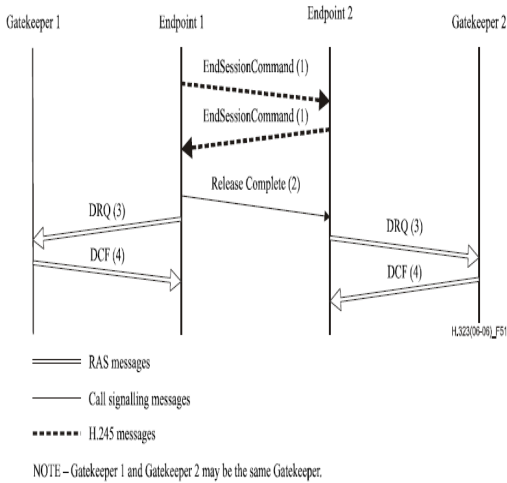 Gatekeeper 1 Endpoint 1 Endpoint 2 Gatekeeper 2
EndSessionCommand (1)
EndSessionCommand (1)
Release Complete (2)
DRQ (3)
DRQ (3)
DCF (4)
DCF (4)
H.323(06-06)_F51
RAS messages
Call signalling messages
H.245 messages
NOTE – Gatekeeper 1 and Gatekeeper 2 may be the same Gatekeeper.